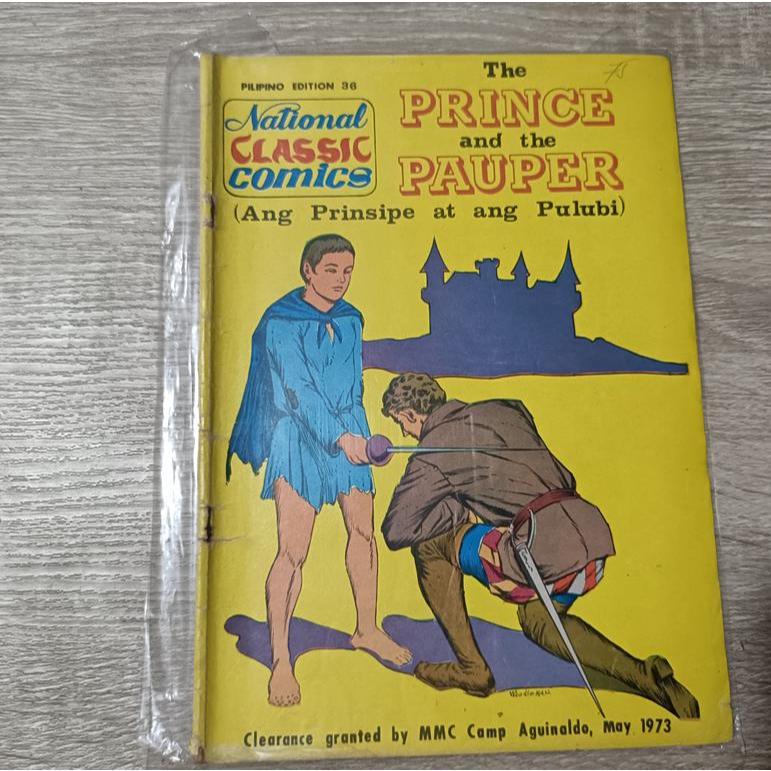 PILIPINO EDITION 36
National
CLASSIC
comics
The
PRINCE
and the
PAUPER
(Ang Prinsipe at ang Pulubi)
75
Clearance granted by MMC Camp Aguinaldo, May 1973